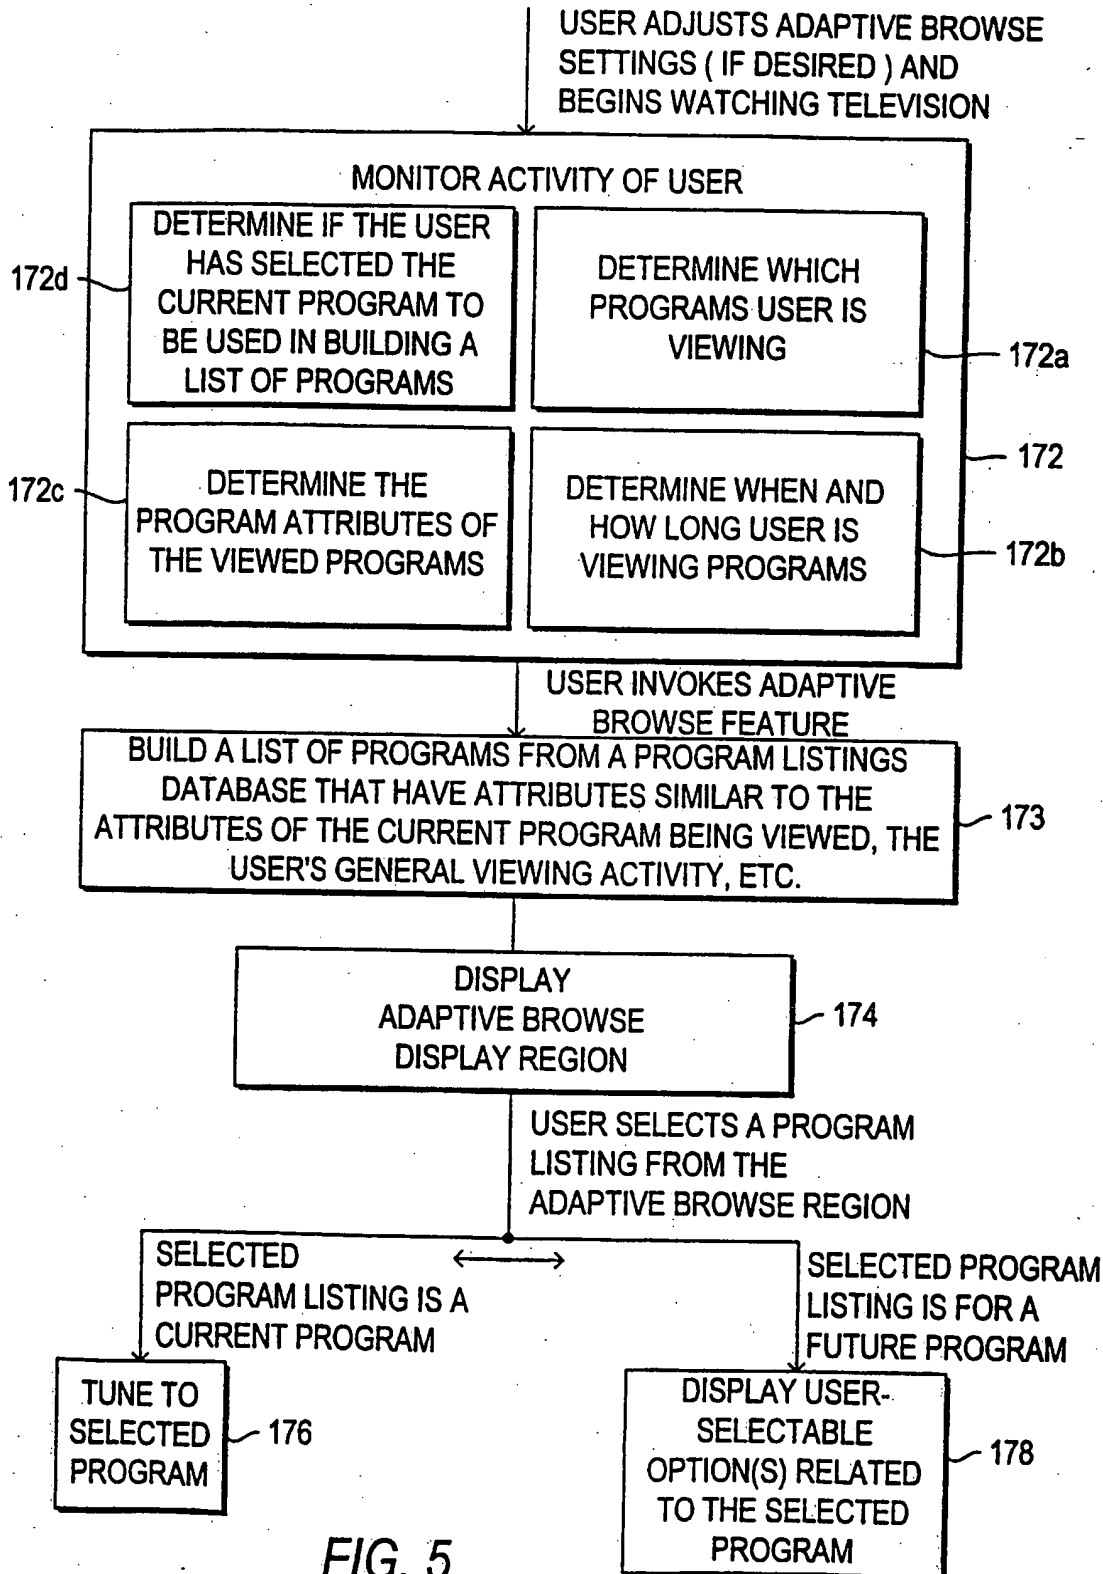 USER ADJUSTS ADAPTIVE BROWSE
SETTINGS ( IF DESIRED ) AND
BEGINS WATCHING TELEVISION
MONITOR ACTIVITY OF USER
DETERMINE IF THE USER
HAS SELECTED THE
CURRENT PROGRAM TO
BE USED IN BUILDING A
LIST OF PROGRAMS
172d
DETERMINE WHICH
PROGRAMS USER IS
VIEWING
172a
172
DETERMINE THE
PROGRAM ATTRIBUTES OF
THE VIEWED PROGRAMS
172c
DETERMINE WHEN AND
HOW LONG USER IS
VIEWING PROGRAMS
172b
USER INVOKES ADAPTIVE
BROWSE FEATURE
BUILD A LIST OF PROGRAMS FROM A PROGRAM LISTINGS
DATABASE THAT HAVE ATTRIBUTES SIMILAR TO THE
ATTRIBUTES OF THE CURRENT PROGRAM BEING VIEWED, THE
USER'S GENERAL VIEWING ACTIVITY, ETC.
173
DISPLAY
ADAPTIVE BROWSE
DISPLAY REGION
174
USER SELECTS A PROGRAM
LISTING FROM THE
ADAPTIVE BROWSE REGION
SELECTED
PROGRAM LISTING IS A
CURRENT PROGRAM
SELECTED PROGRAM
LISTING IS FOR A
FUTURE PROGRAM
TUNE TO
SELECTED
PROGRAM
176
DISPLAY USER-
SELECTABLE
OPTION(S) RELATED
TO THE SELECTED
PROGRAM
178
FIG. 5